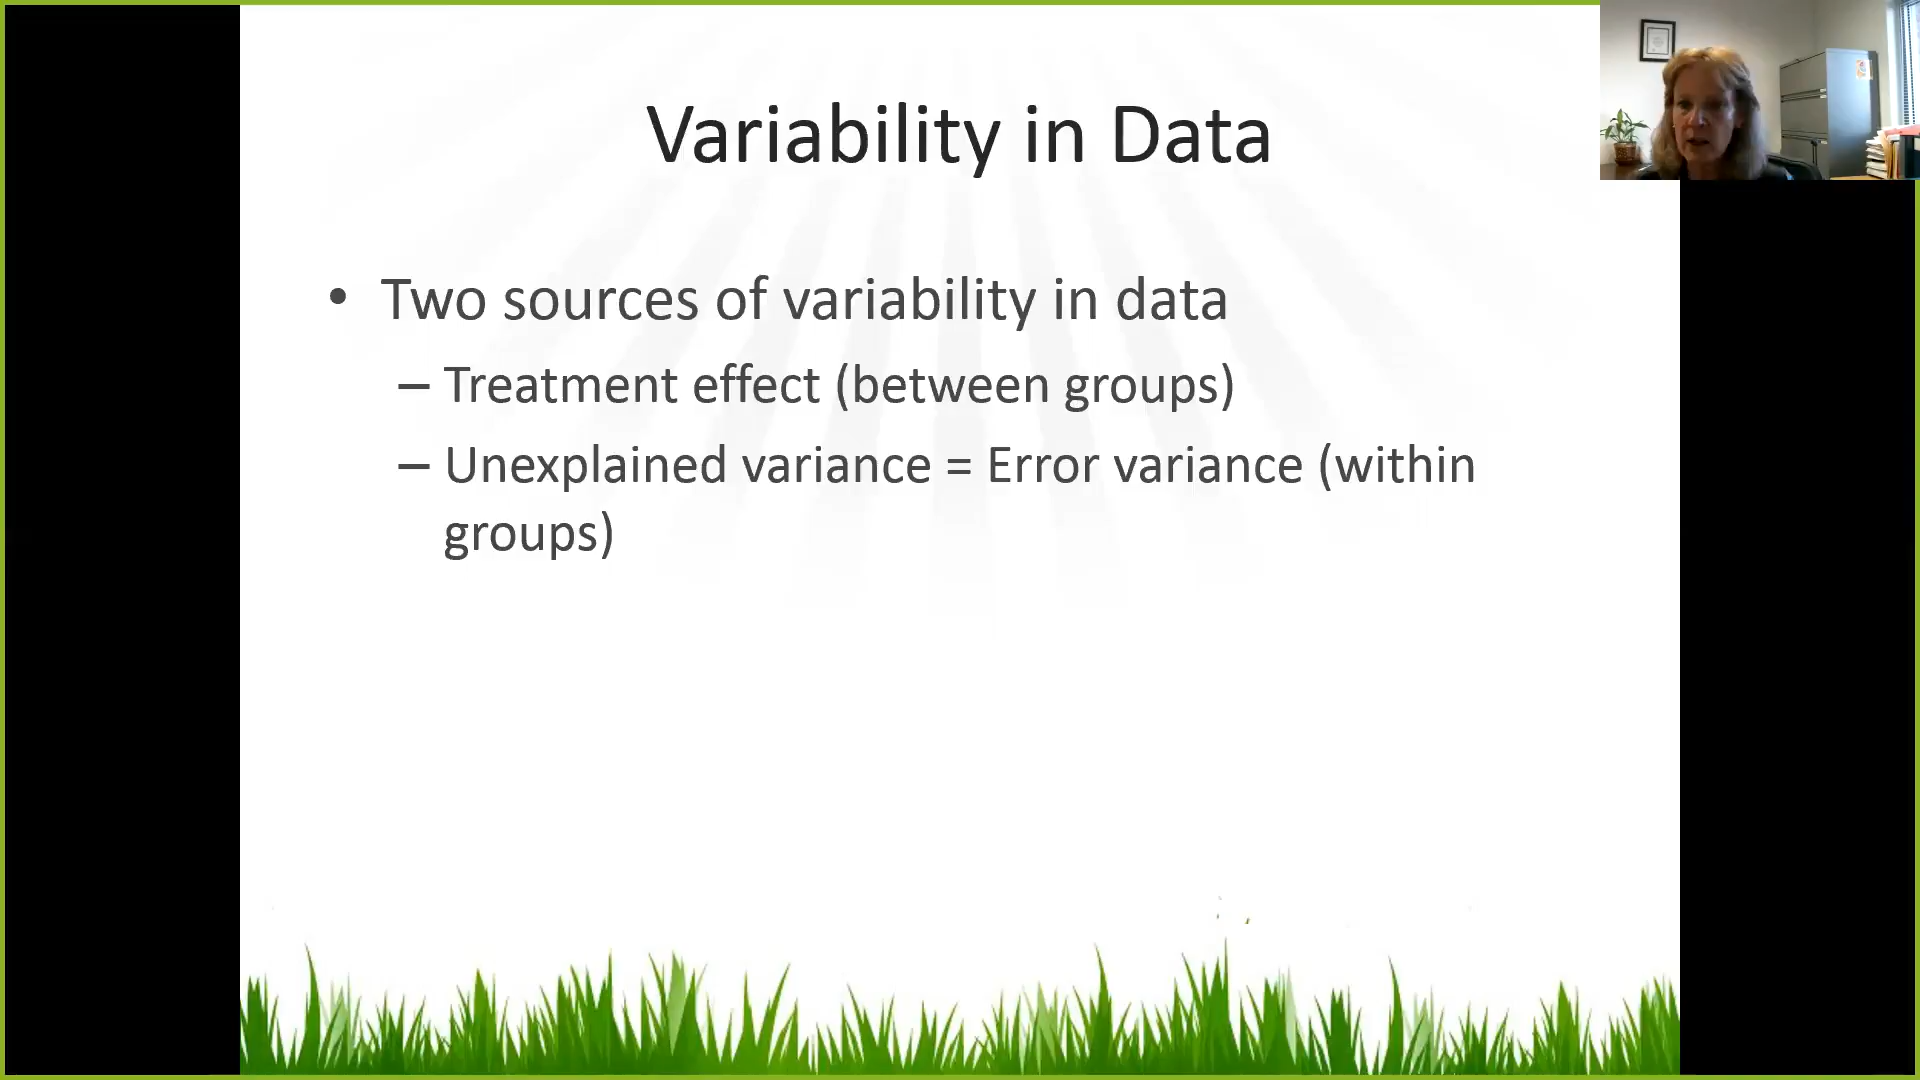 Variability in Data
• Two sources of variability in data
– Treatment effect (between groups)
– Unexplained variance = Error variance (within
groups)